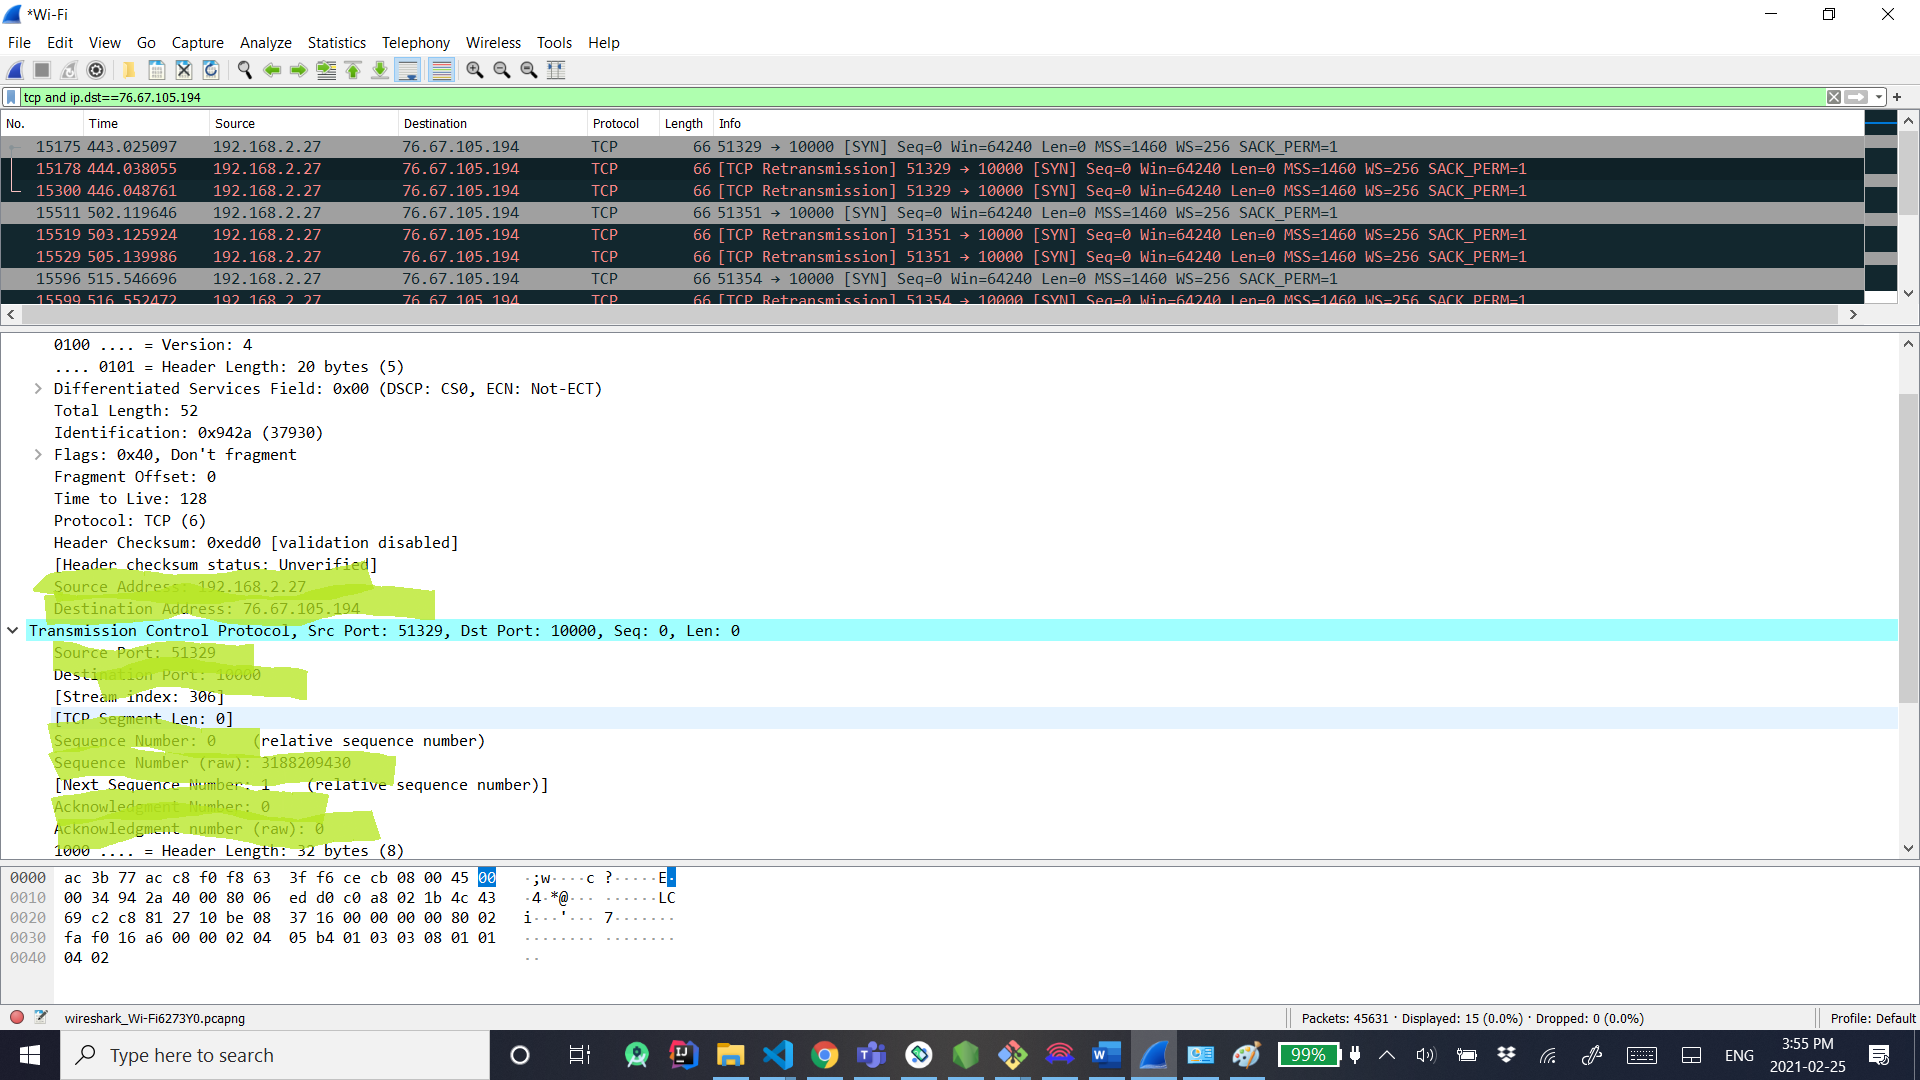 *Wi-Fi
File Edit View Go Capture Analyze Statistics Telephony Wireless Tools Help
tcp and ip.dst==76.67.105.194
No. Time Source Destination Protocol Length Info
15175 443.025097 192.168.2.27 76.67.105.194 TCP 66 51329 → 10000 [SYN] Seq=0 Win=64240 Len=0 MSS=1460 WS=256 SACK_PERM=1
15178 444.038055 192.168.2.27 76.67.105.194 TCP 66 [TCP Retransmission] 51329 → 10000 [SYN] Seq=0 Win=64240 Len=0 MSS=1460 WS=256 SACK_PERM=1
15300 446.048761 192.168.2.27 76.67.105.194 TCP 66 [TCP Retransmission] 51329 → 10000 [SYN] Seq=0 Win=64240 Len=0 MSS=1460 WS=256 SACK_PERM=1
15511 502.119646 192.168.2.27 76.67.105.194 TCP 66 51351 → 10000 [SYN] Seq=0 Win=64240 Len=0 MSS=1460 WS=256 SACK_PERM=1
15519 503.125924 192.168.2.27 76.67.105.194 TCP 66 [TCP Retransmission] 51351 → 10000 [SYN] Seq=0 Win=64240 Len=0 MSS=1460 WS=256 SACK_PERM=1
15529 505.139986 192.168.2.27 76.67.105.194 TCP 66 [TCP Retransmission] 51351 → 10000 [SYN] Seq=0 Win=64240 Len=0 MSS=1460 WS=256 SACK_PERM=1
15596 515.546696 192.168.2.27 76.67.105.194 TCP 66 51354 → 10000 [SYN] Seq=0 Win=64240 Len=0 MSS=1460 WS=256 SACK_PERM=1
15599 516.552472 192.168.2.27 76.67.105.194 TCP 66 [TCP Retransmission] 51354 → 10000 [SYN] Seq=0 Win=64240 Len=0 MSS=1460 WS=256 SACK_PERM=1
0100 .... = Version: 4
.... 0101 = Header Length: 20 bytes (5)
Differentiated Services Field: 0x00 (DSCP: CS0, ECN: Not-ECT)
Total Length: 52
Identification: 0x942a (37930)
Flags: 0x40, Don't fragment
Fragment Offset: 0
Time to Live: 128
Protocol: TCP (6)
Header Checksum: 0xedd0 [validation disabled]
[Header checksum status: Unverified]
Source Address: 192.168.2.27
Destination Address: 76.67.105.194
Transmission Control Protocol, Src Port: 51329, Dst Port: 10000, Seq: 0, Len: 0
Source Port: 51329
Destination Port: 10000
[Stream index: 306]
[TCP Segment Len: 0]
Sequence Number: 0 (relative sequence number)
Sequence Number (raw): 3188209430
[Next Sequence Number: 1 (relative sequence number)]
Acknowledgment Number: 0
Acknowledgment number (raw): 0
1000 .... = Header Length: 32 bytes (8)
0000 ac 3b 77 ac c8 f0 f8 63 3f f6 ce cb 08 00 45 00 ·;w····c ?·····E·
0010 00 34 94 2a 40 00 80 06 ed d0 c0 a8 02 1b 4c 43 ·4·*@··· ······LC
0020 69 c2 c8 81 27 10 be 08 37 16 00 00 00 00 80 02 i···'··· 7·······
0030 fa f0 16 a6 00 00 02 04 05 b4 01 03 03 08 01 01 ········ ········
0040 04 02 ··
wireshark_Wi-Fi6273Y0.pcapng Packets: 45631 · Displayed: 15 (0.0%) · Dropped: 0 (0.0%) Profile: Default
Type here to search 99% ENG 3:55 PM
2021-02-25